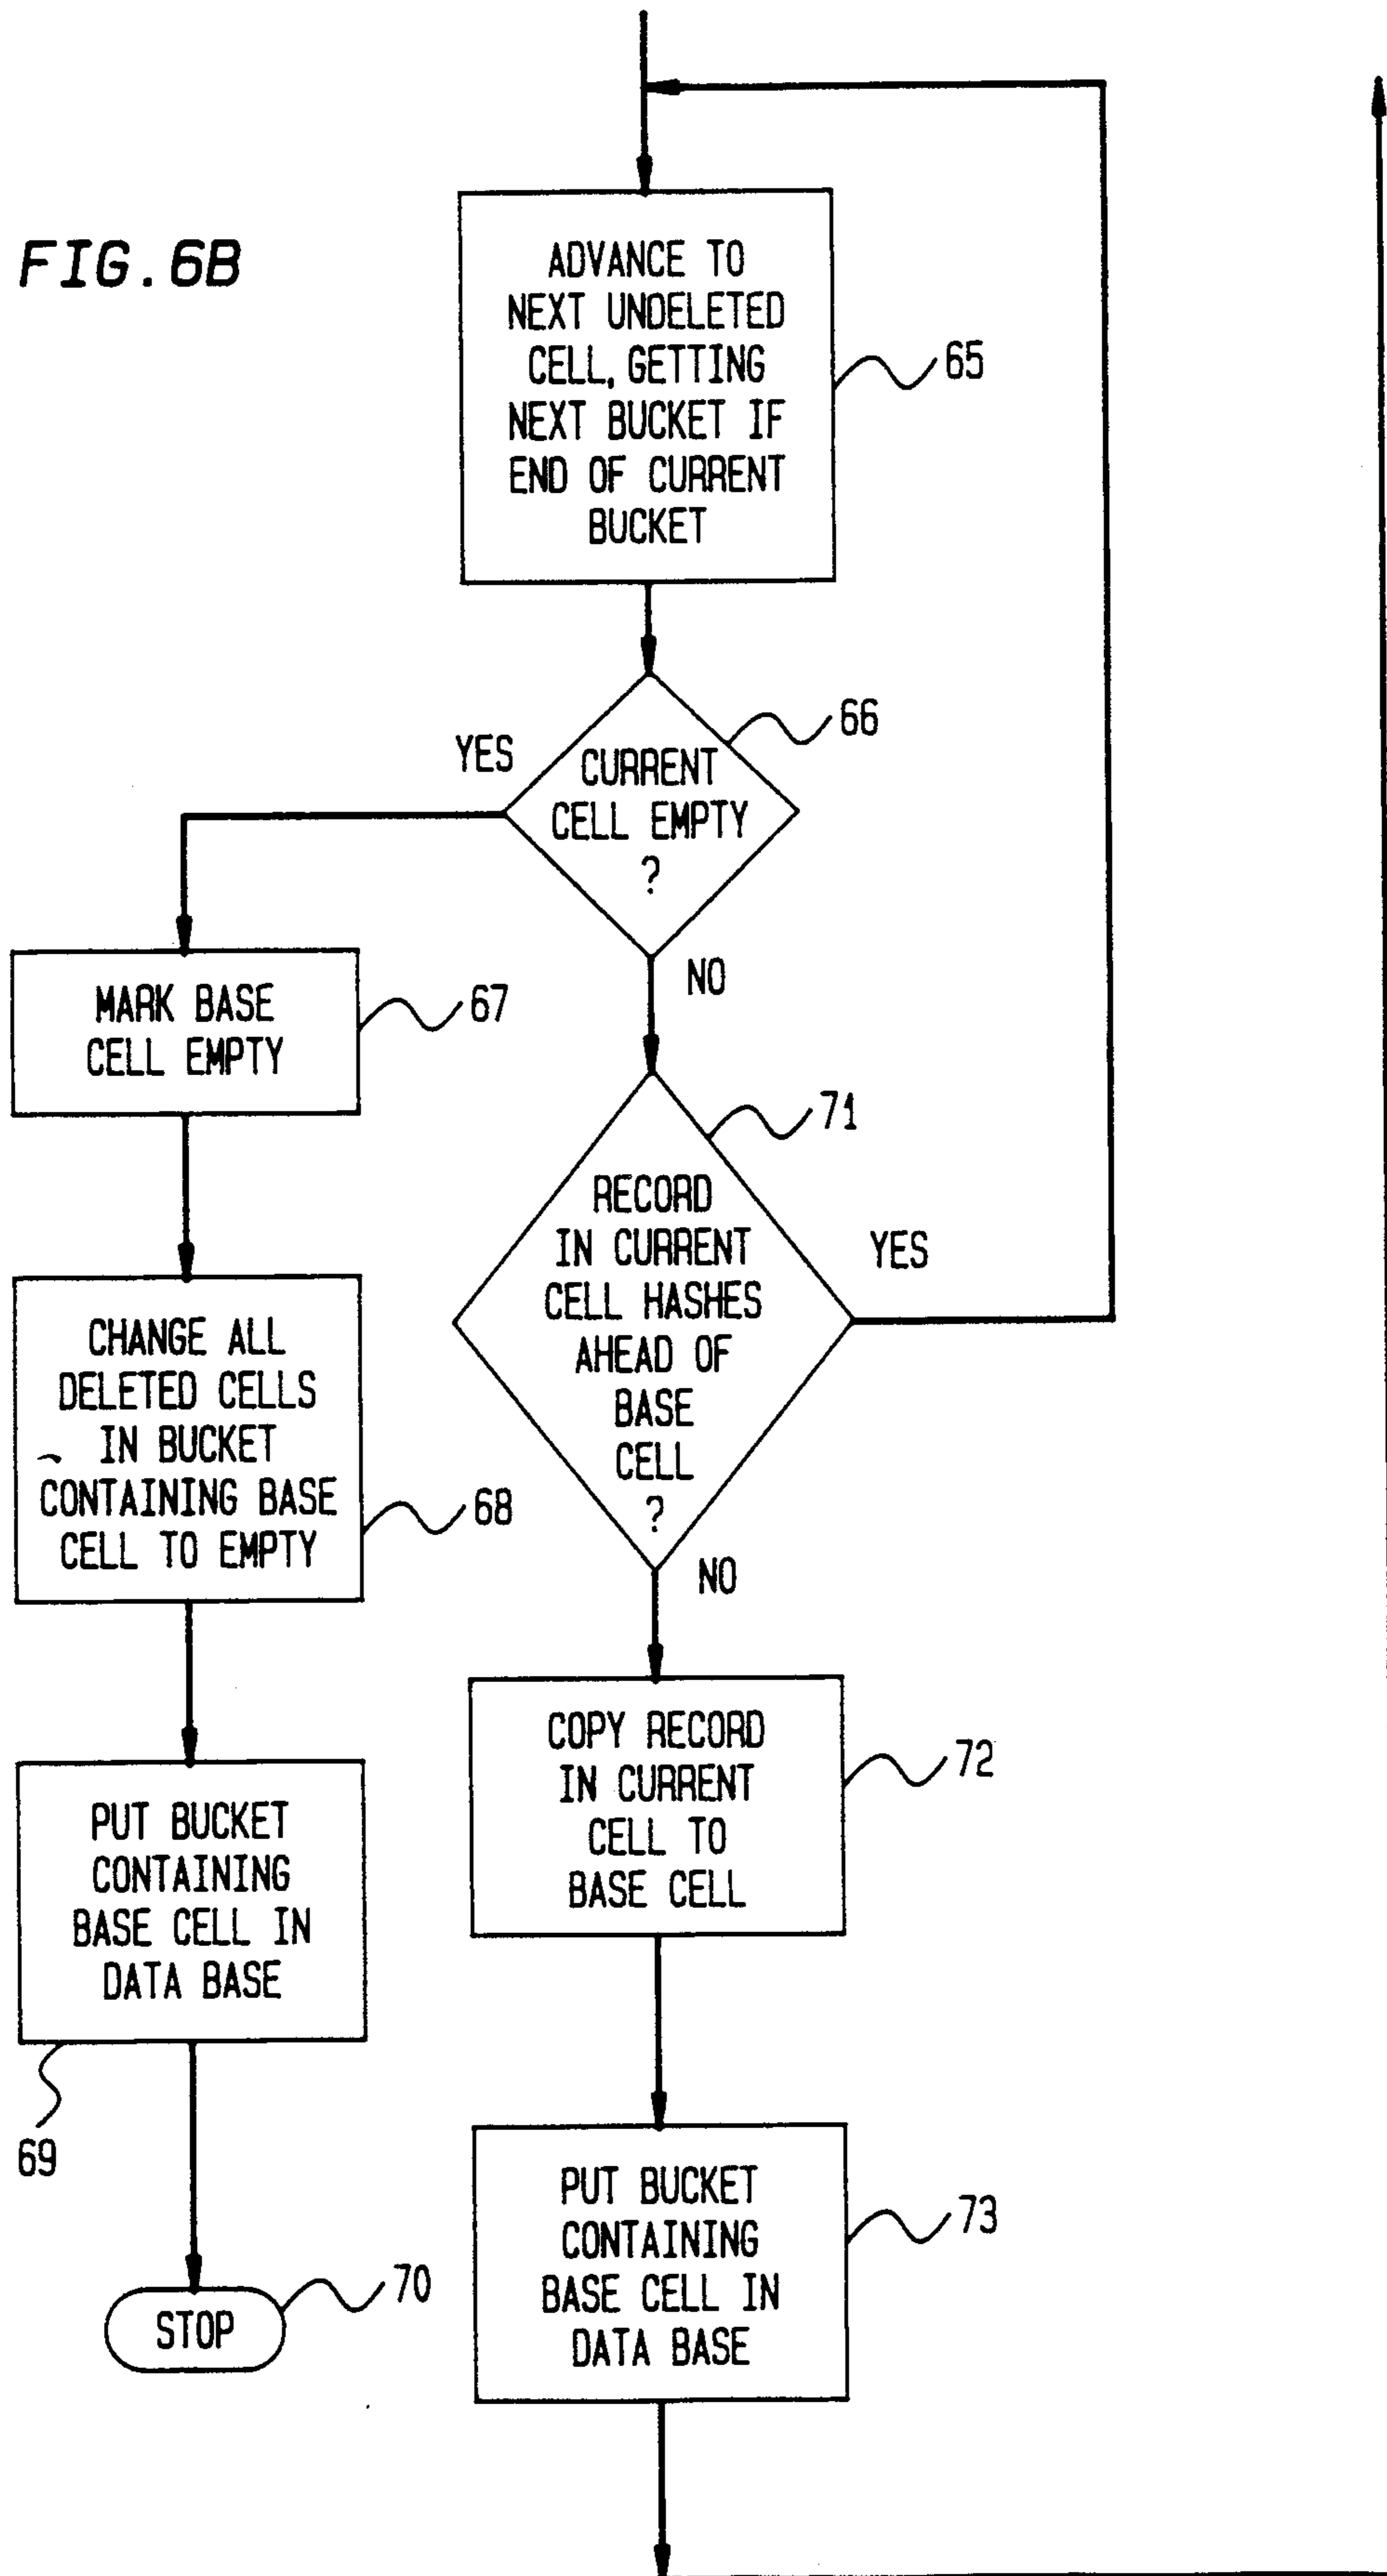 FIG. 6B
ADVANCE TO
NEXT UNDELETED
CELL, GETTING
NEXT BUCKET IF
END OF CURRENT
BUCKET
65
66
YES
CURRENT
CELL EMPTY
?
NO
MARK BASE
CELL EMPTY
67
71
RECORD
IN CURRENT
CELL HASHES
AHEAD OF
BASE
CELL
?
YES
NO
CHANGE ALL
DELETED CELLS
IN BUCKET
CONTAINING BASE
CELL TO EMPTY
68
COPY RECORD
IN CURRENT
CELL TO
BASE CELL
72
PUT BUCKET
CONTAINING
BASE CELL IN
DATA BASE
69
PUT BUCKET
CONTAINING
BASE CELL IN
DATA BASE
73
STOP
70